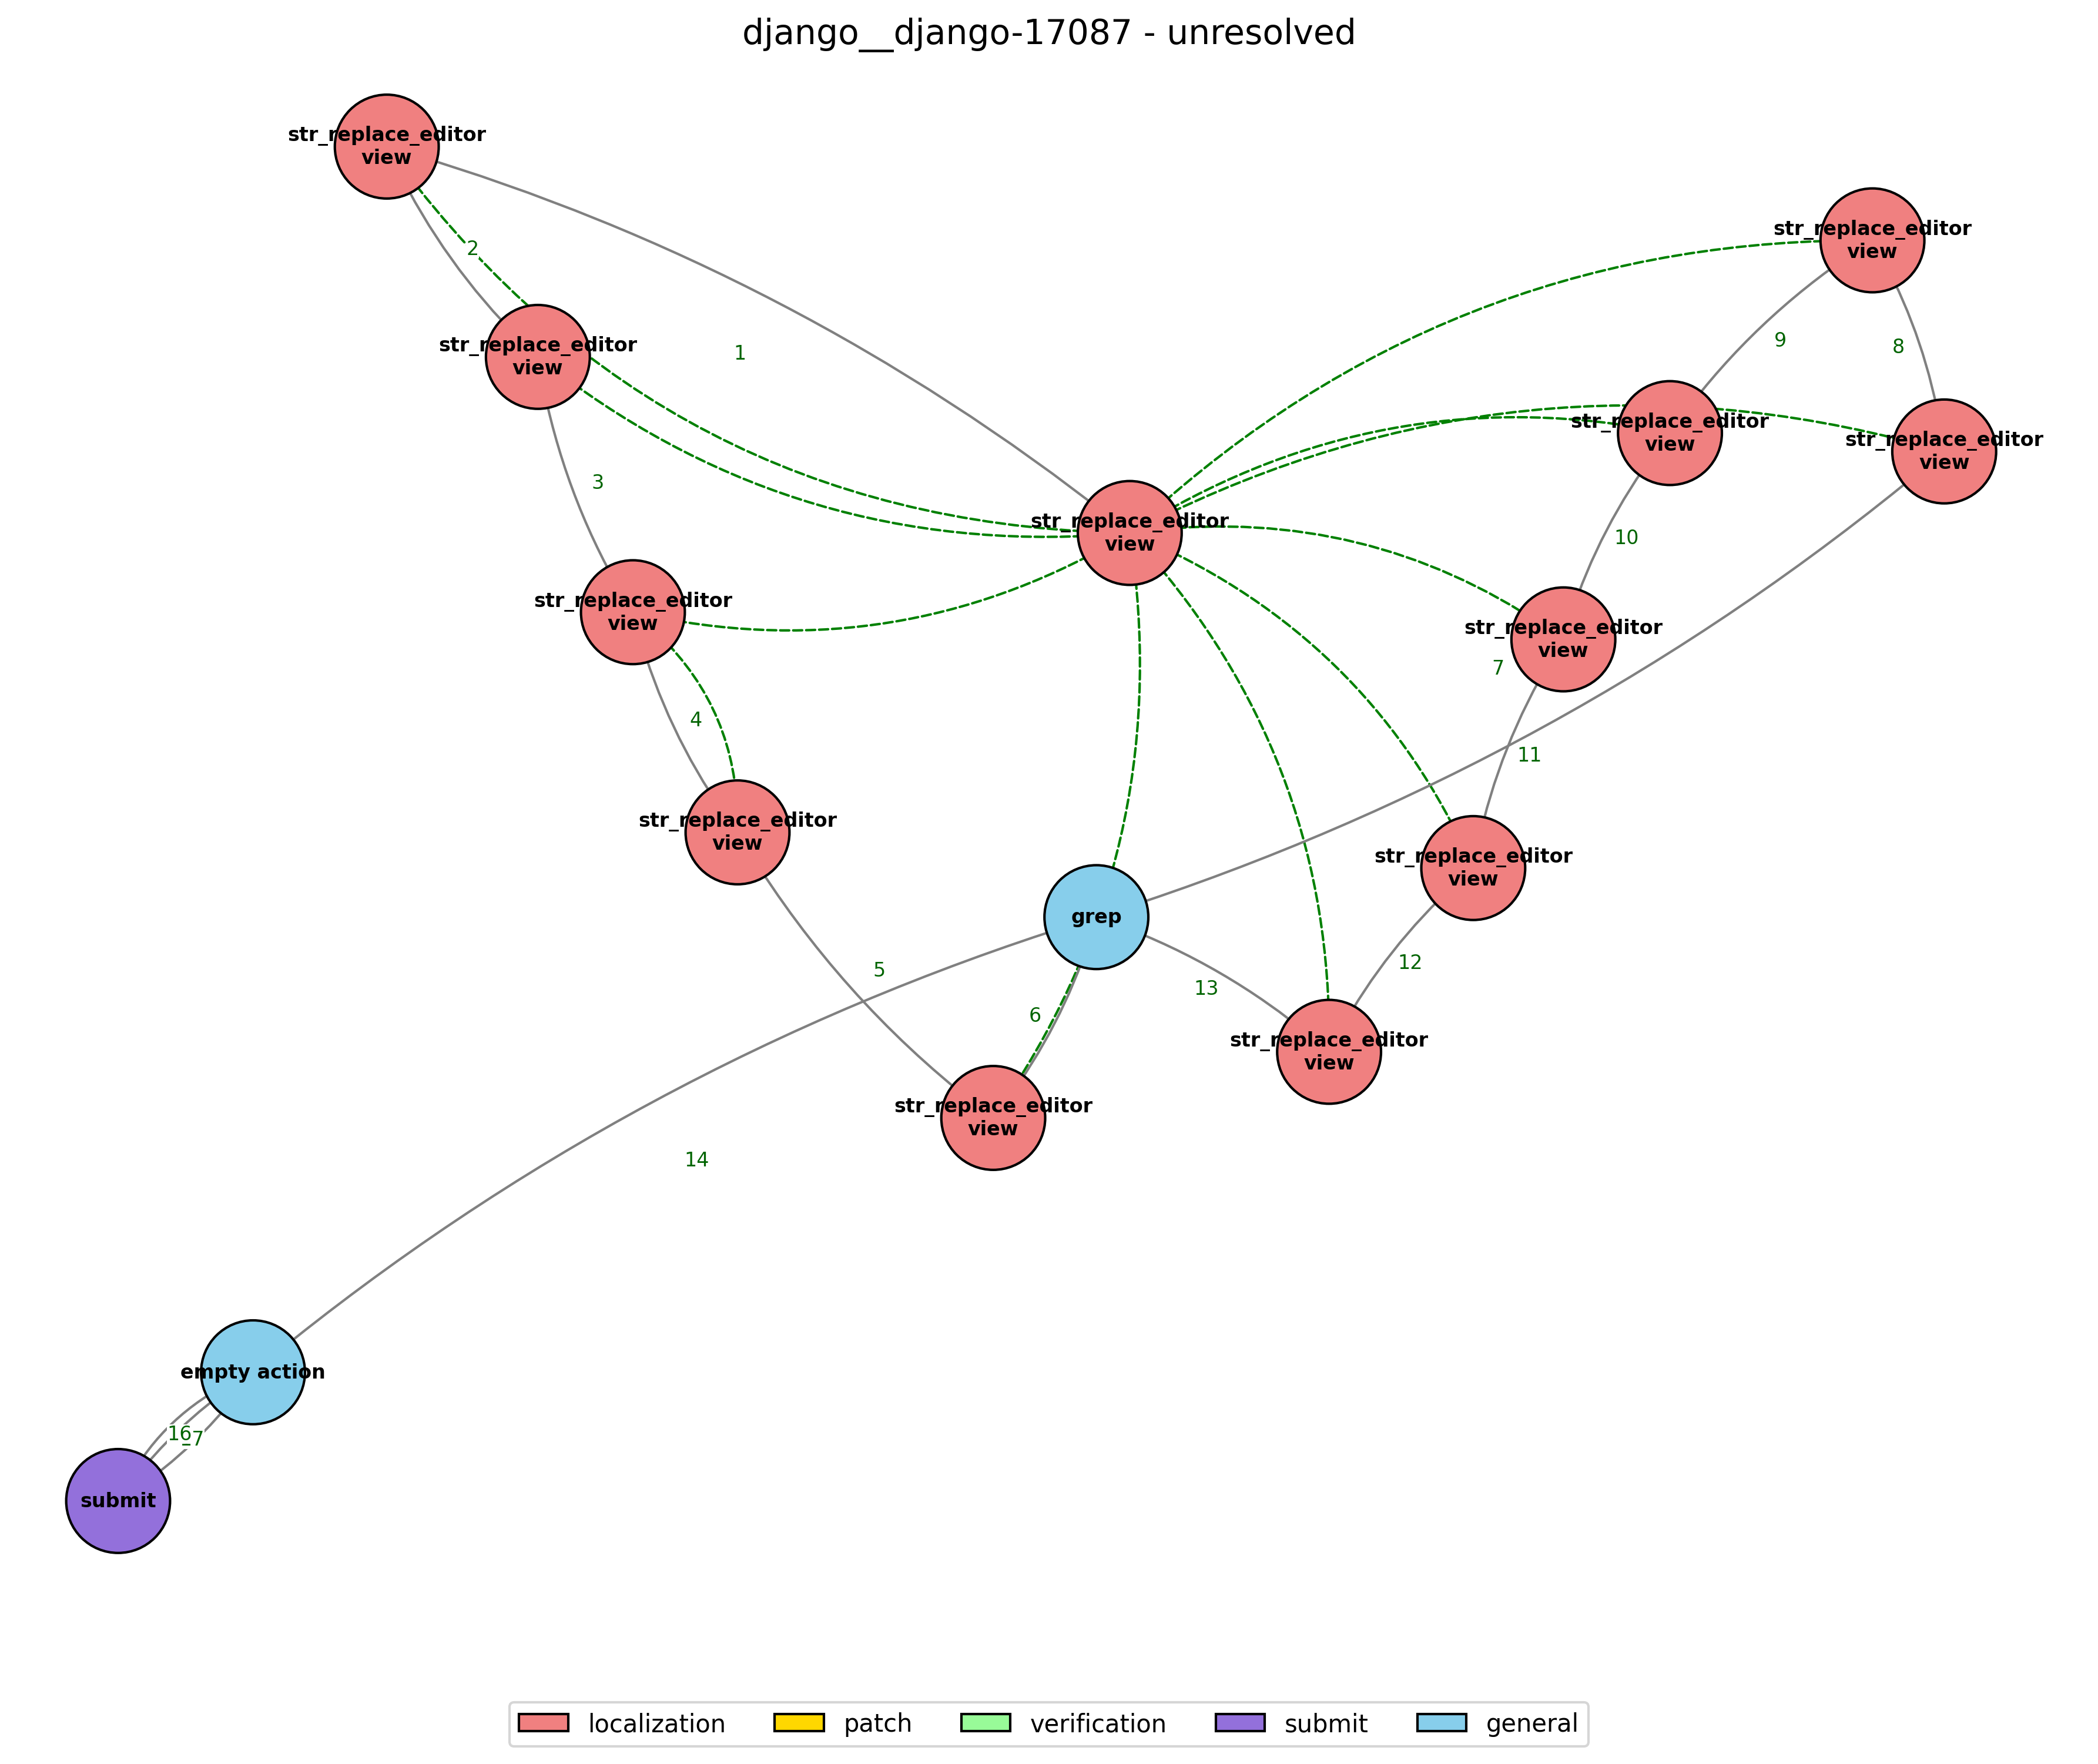 django__django-17087 - unresolved
str_replace_editor
view
2
1
str_replace_editor
view
9
8
str_replace_editor
view
3
str_replace_editor
view
str_replace_editor
view
str_replace_editor
view
10
str_replace_editor
view
str_replace_editor
view
7
4
11
str_replace_editor
view
str_replace_editor
view
grep
5
12
13
6
str_replace_editor
view
str_replace_editor
view
14
empty action
16
7
submit
localization
patch
verification
submit
general